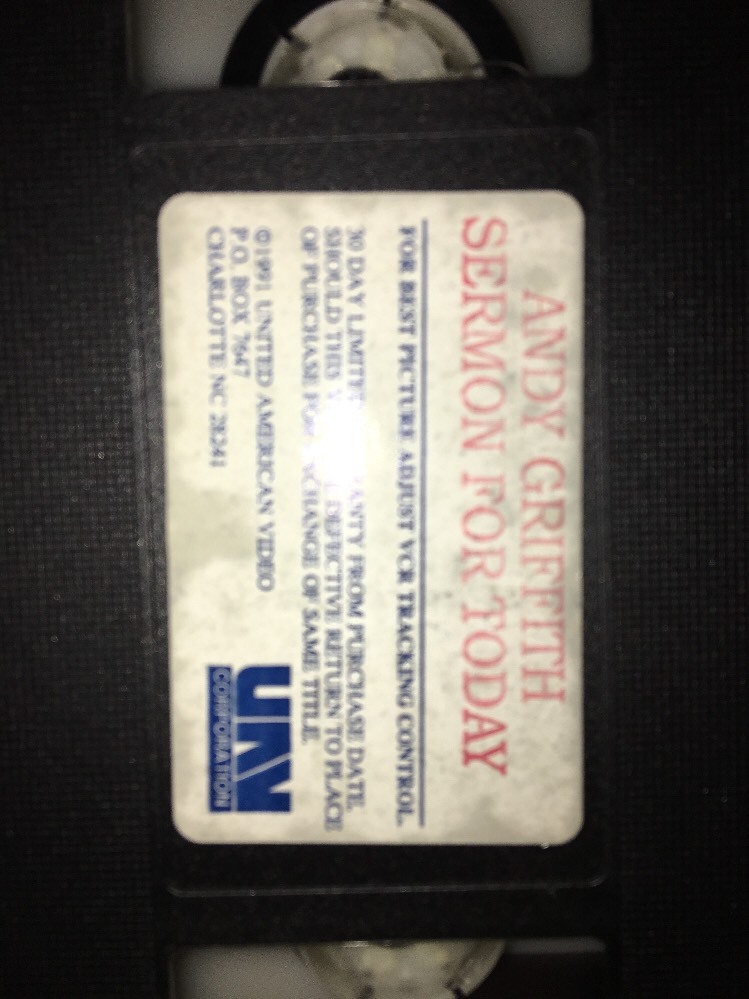 ANDY GRIFFITH
SERMON FOR TODAY
FOR BEST PICTURE ADJUST VCR TRACKING CONTROL.
30 DAY LIMITED FROM PURCHASE DATE.
SHOULD THIS DEFECTIVE RETURN TO PLACE
OF PURCHASE FOR EXCHANGE OF SAME TITLE.
©1991 UNITED AMERICAN VIDEO
P.O. BOX 7647
CHARLOTTE NC 28241
UAV
CORPORATION